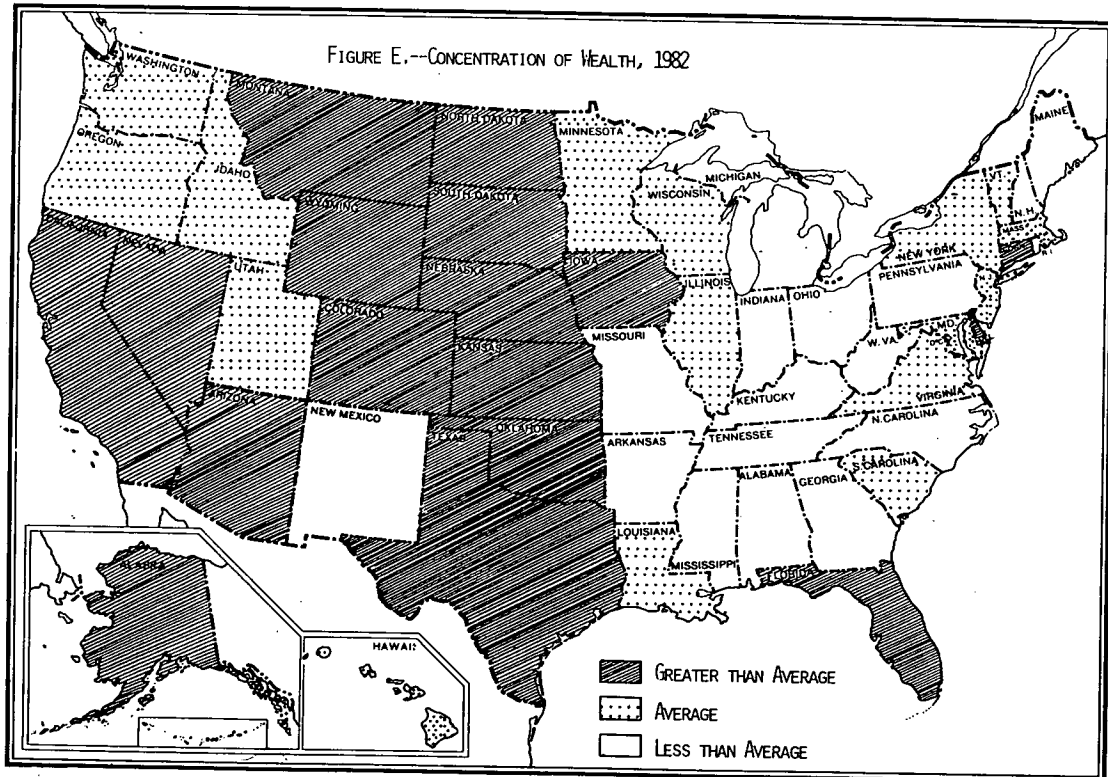 FIGURE E.--CONCENTRATION OF WEALTH, 1982
WASHINGTON
MONTANA
NORTH DAKOTA
MINNESOTA
MAINE
OREGON
IDAHO
MICHIGAN
VT.
WISCONSIN
SOUTH DAKOTA
WYOMING
N.H.
MASS.
R.I.
CALIFORNIA
NEVADA
NEW YORK
IOWA
NEBRASKA
PENNSYLVANIA
N.J.
UTAH
ILLINOIS
INDIANA
OHIO
COLORADO
MD.
MISSOURI
W. VA.
KANSAS
VIRGINIA
KENTUCKY
ARIZONA
NEW MEXICO
N. CAROLINA
OKLAHOMA
TEXAS
ARKANSAS
TENNESSEE
S. CAROLINA
ALABAMA
GEORGIA
LOUISIANA
MISSISSIPPI
FLORIDA
ALASKA
HAWAII
GREATER THAN AVERAGE
AVERAGE
LESS THAN AVERAGE